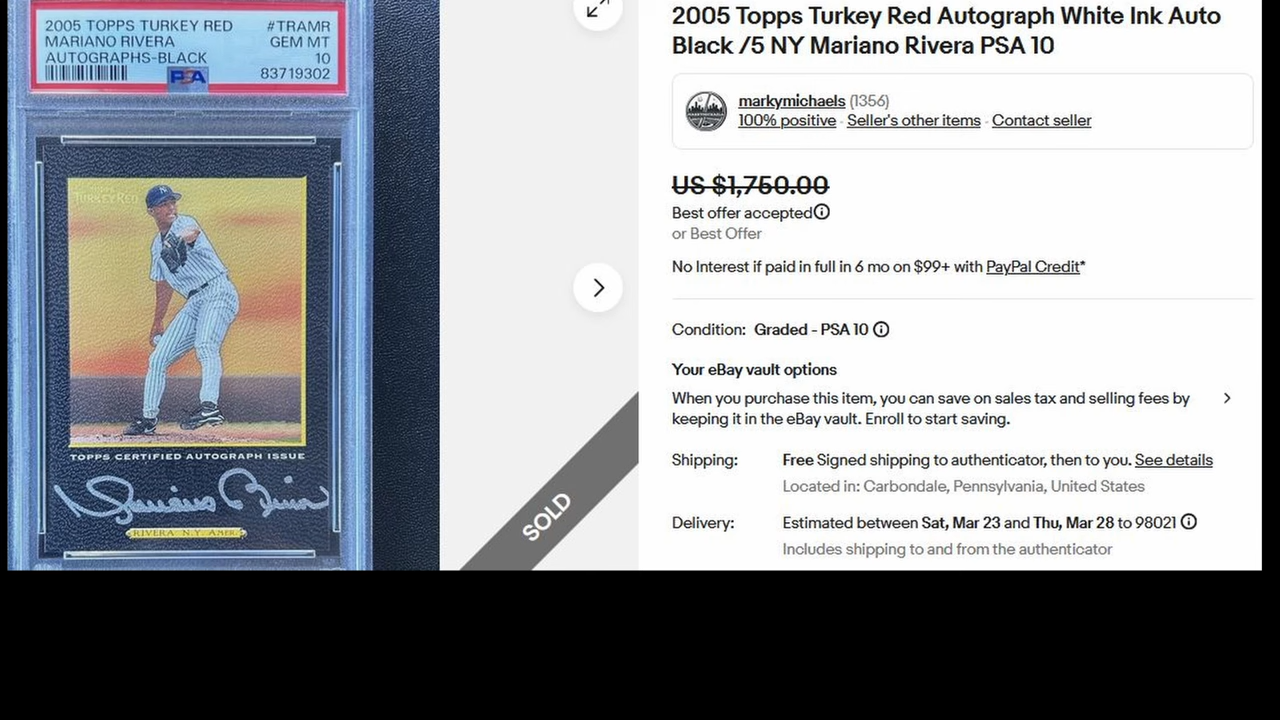 2005 TOPPS TURKEY RED #TRAMR
MARIANO RIVERA GEM MT
AUTOGRAPHS-BLACK 10
PSA 83719302
TURKEY RED
TOPPS CERTIFIED AUTOGRAPH ISSUE
Mariano Rivera
RIVERA N.Y. AMER.
SOLD
2005 Topps Turkey Red Autograph White Ink Auto
Black /5 NY Mariano Rivera PSA 10
markymichaels (1356)
100% positive · Seller's other items · Contact seller
US $1,750.00
Best offer accepted
or Best Offer
No Interest if paid in full in 6 mo on $99+ with PayPal Credit*
Condition: Graded - PSA 10
Your eBay vault options
When you purchase this item, you can save on sales tax and selling fees by
keeping it in the eBay vault. Enroll to start saving.
Shipping: Free Signed shipping to authenticator, then to you. See details
Located in: Carbondale, Pennsylvania, United States
Delivery: Estimated between Sat, Mar 23 and Thu, Mar 28 to 98021
Includes shipping to and from the authenticator